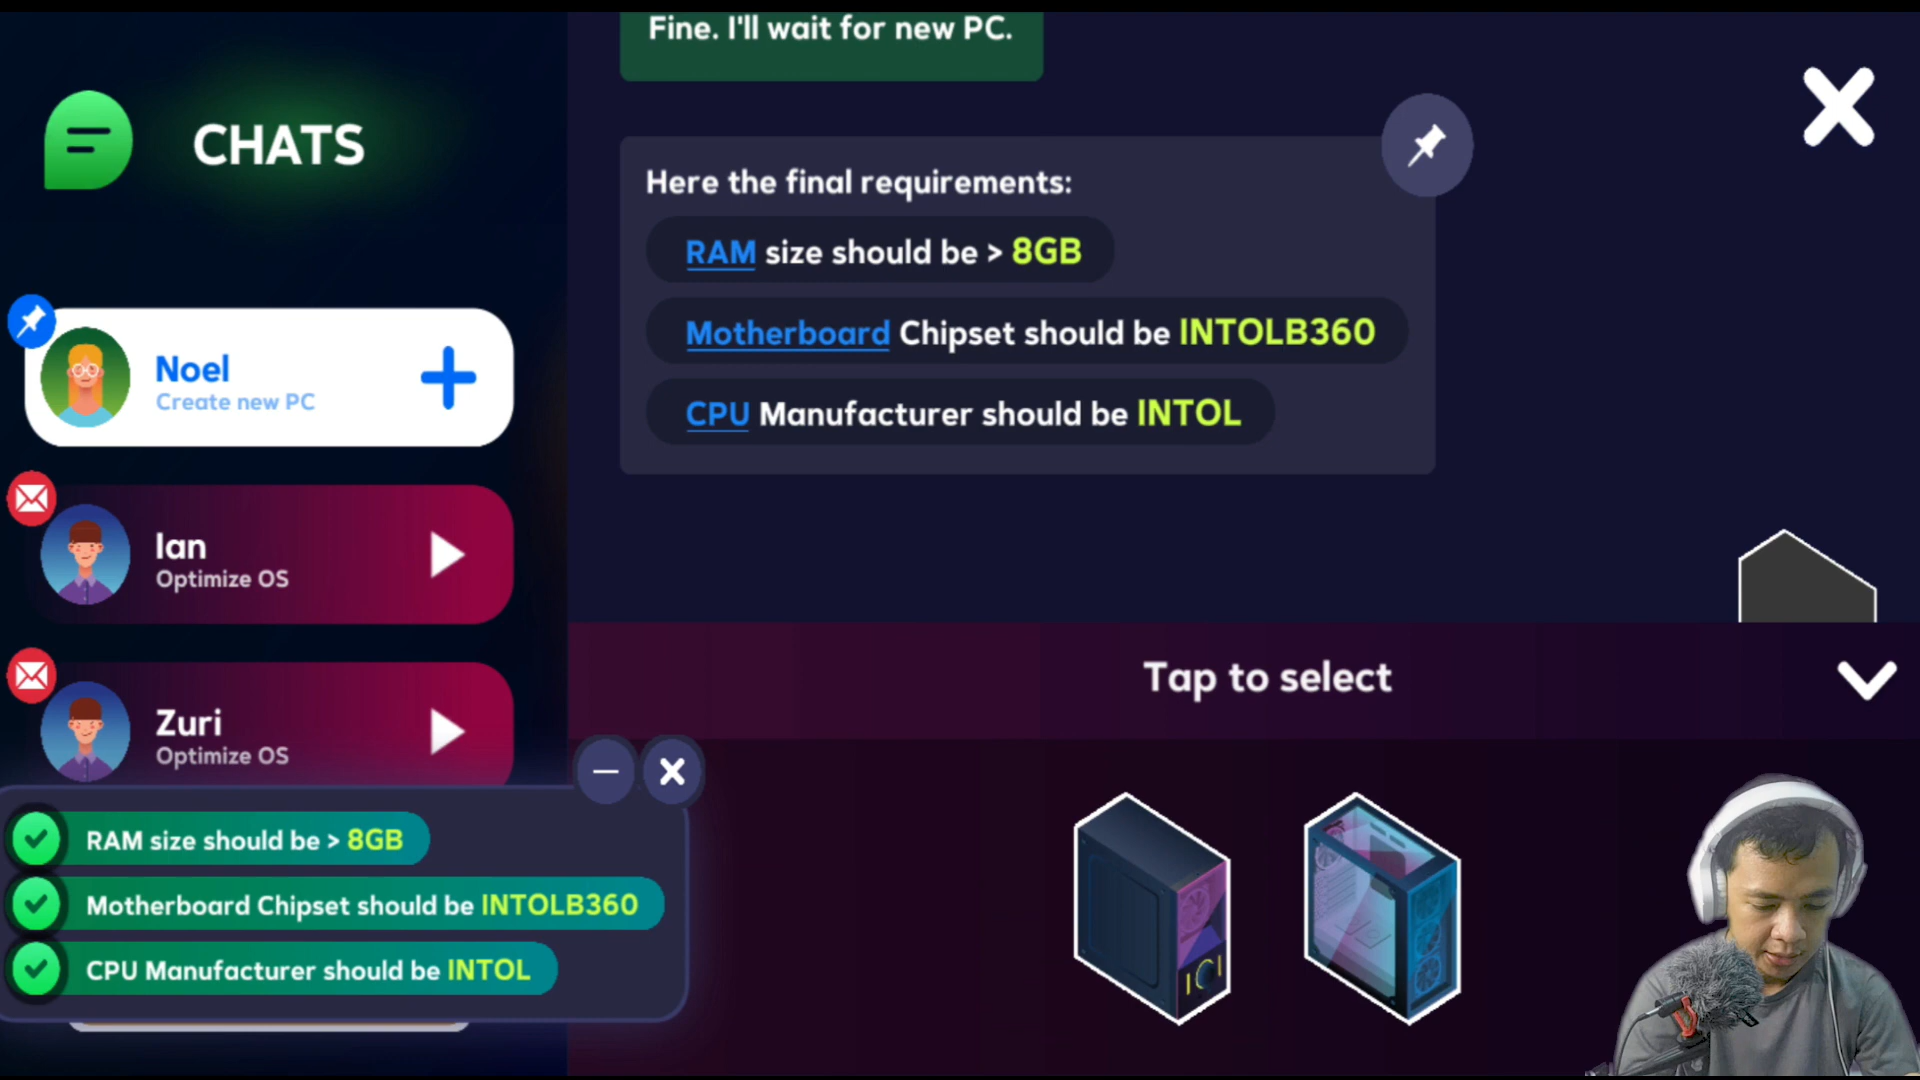 Fine. I'll wait for new PC.
CHATS
Here the final requirements:
RAM size should be > 8GB
Motherboard Chipset should be INTOLB360
CPU Manufacturer should be INTOL
Noel
Create new PC
Ian
Optimize OS
Zuri
Optimize OS
Tap to select
RAM size should be > 8GB
Motherboard Chipset should be INTOLB360
CPU Manufacturer should be INTOL